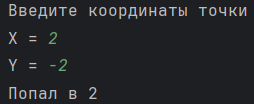 Введите координаты точки
X = 2
Y = -2
Попал в 2